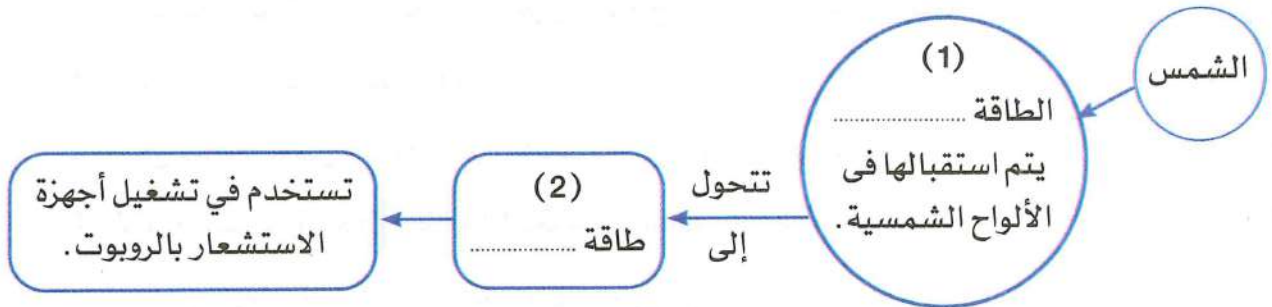 الشمس
(1)
الطاقة ......................
يتم استقبالها فى
الألواح الشمسية.
تتحول
إلى
(2)
طاقة .................
تستخدم في تشغيل أجهزة
الاستشعار بالروبوت.